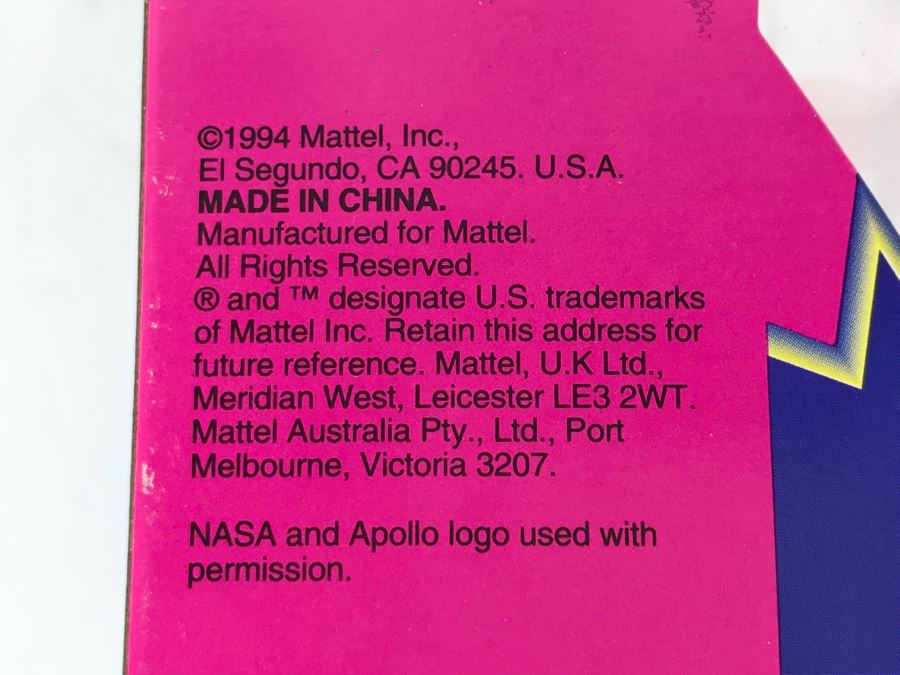 ©1994 Mattel, Inc.,
El Segundo, CA 90245. U.S.A.
MADE IN CHINA.
Manufactured for Mattel.
All Rights Reserved.
® and ™ designate U.S. trademarks
of Mattel Inc. Retain this address for
future reference. Mattel, U.K Ltd.,
Meridian West, Leicester LE3 2WT.
Mattel Australia Pty., Ltd., Port
Melbourne, Victoria 3207.
NASA and Apollo logo used with
permission.